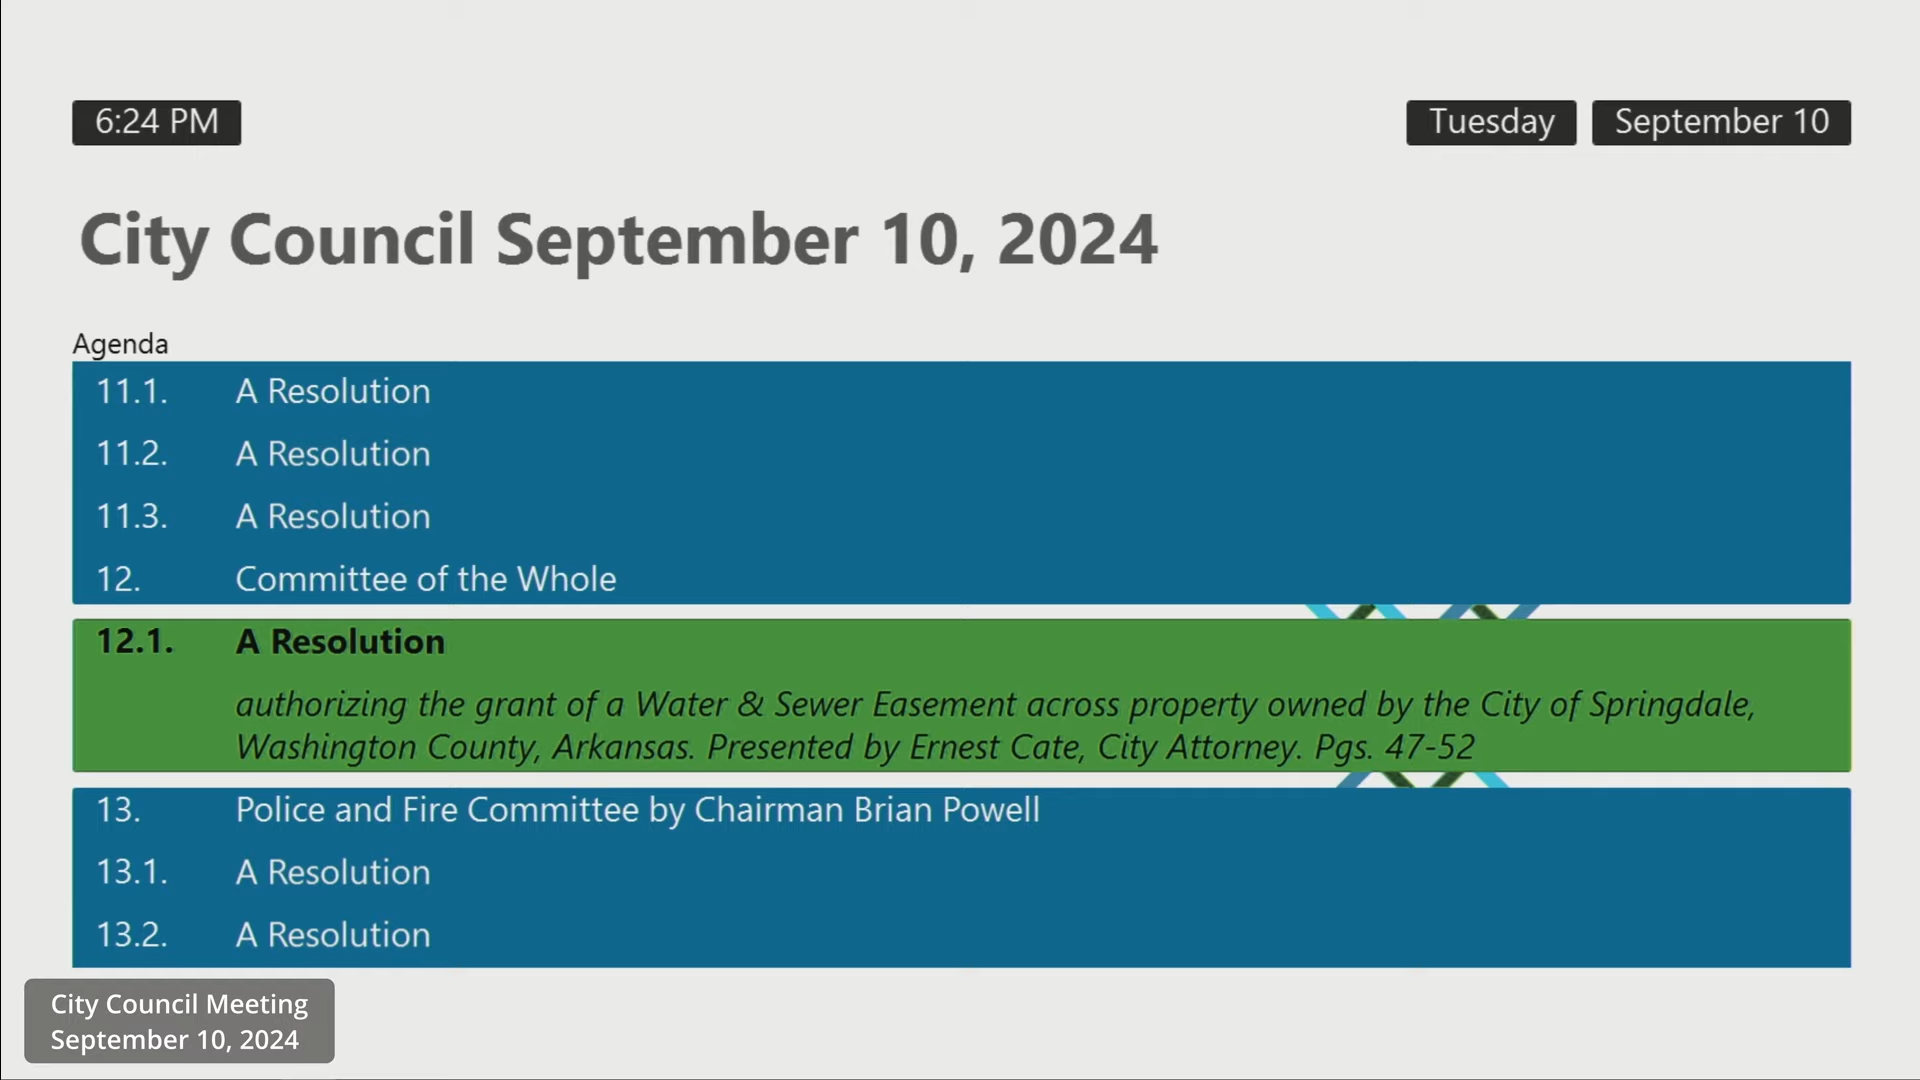 6:24 PM
Tuesday
September 10
City Council September 10, 2024
Agenda
11.1. A Resolution
11.2. A Resolution
11.3. A Resolution
12. Committee of the Whole
12.1. A Resolution
authorizing the grant of a Water & Sewer Easement across property owned by the City of Springdale,
Washington County, Arkansas. Presented by Ernest Cate, City Attorney. Pgs. 47-52
13. Police and Fire Committee by Chairman Brian Powell
13.1. A Resolution
13.2. A Resolution
City Council Meeting
September 10, 2024